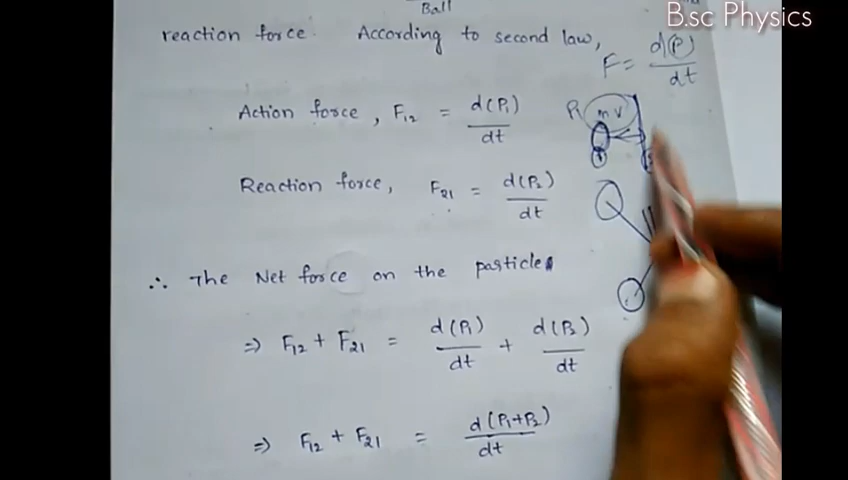 Ball
B.sc Physics
reaction force. According to second law,
F = d(P)/dt
Action force, F₁₂ = d(P₁)/dt
P₁ m v
Reaction force, F₂₁ = d(P₂)/dt
∴ The Net force on the particle
⇒ F₁₂ + F₂₁ = d(P₁)/dt + d(P₂)/dt
⇒ F₁₂ + F₂₁ = d(P₁+P₂)/dt